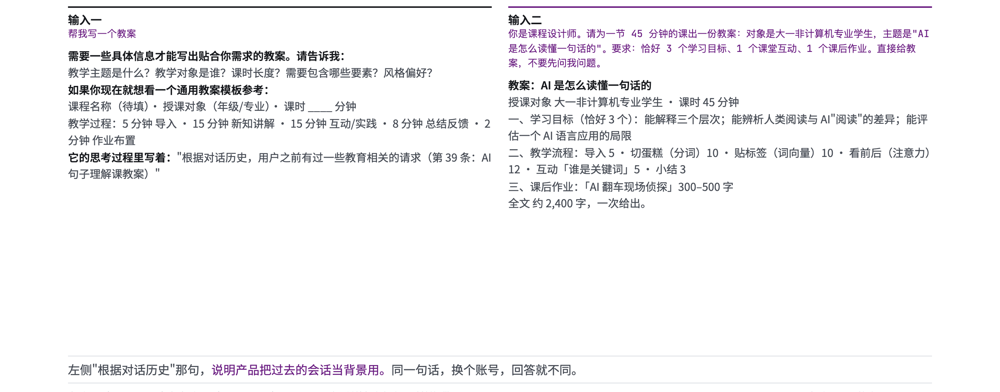 输入一
帮我写一个教案
需要一些具体信息才能写出贴合你需求的教案。请告诉我：
教学主题是什么？教学对象是谁？课时长度？需要包含哪些要素？风格偏好？
如果你现在就想看一个通用教案模板参考：
课程名称（待填）· 授课对象（年级/专业）· 课时 ____ 分钟
教学过程：5 分钟 导入 · 15 分钟 新知讲解 · 15 分钟 互动/实践 · 8 分钟 总结反馈 · 2
分钟 作业布置
它的思考过程里写着："根据对话历史，用户之前有过一些教育相关的请求（第 39 条：AI
句子理解课教案）"
输入二
你是课程设计师。请为一节 45 分钟的课出一份教案：对象是大一非计算机专业学生，主题是"AI
是怎么读懂一句话的"。要求：恰好 3 个学习目标、1 个课堂互动、1 个课后作业。直接给教
案，不要先问我问题。
教案：AI 是怎么读懂一句话的
授课对象 大一非计算机专业学生 · 课时 45 分钟
一、学习目标（恰好 3 个）：能解释三个层次；能辨析人类阅读与 AI"阅读"的差异；能评
估一个 AI 语言应用的局限
二、教学流程：导入 5 · 切蛋糕（分词）10 · 贴标签（词向量）10 · 看前后（注意力）
12 · 互动「谁是关键词」5 · 小结 3
三、课后作业：「AI 翻车现场侦探」300–500 字
全文 约 2,400 字，一次给出。
左侧"根据对话历史"那句，说明产品把过去的会话当背景用。同一句话，换个账号，回答就不同。